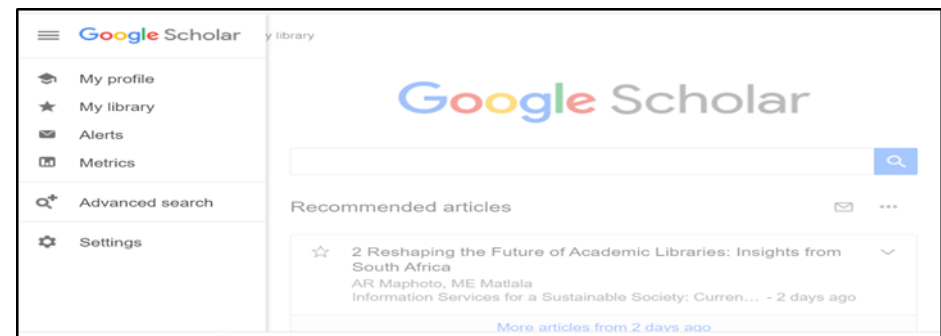 Google Scholar
y library
My profile
My library
Alerts
Metrics
Advanced search
Settings
Google Scholar
Recommended articles
2 Reshaping the Future of Academic Libraries: Insights from
South Africa
AR Maphoto, ME Matlala
Information Services for a Sustainable Society: Curren... - 2 days ago
More articles from 2 days ago